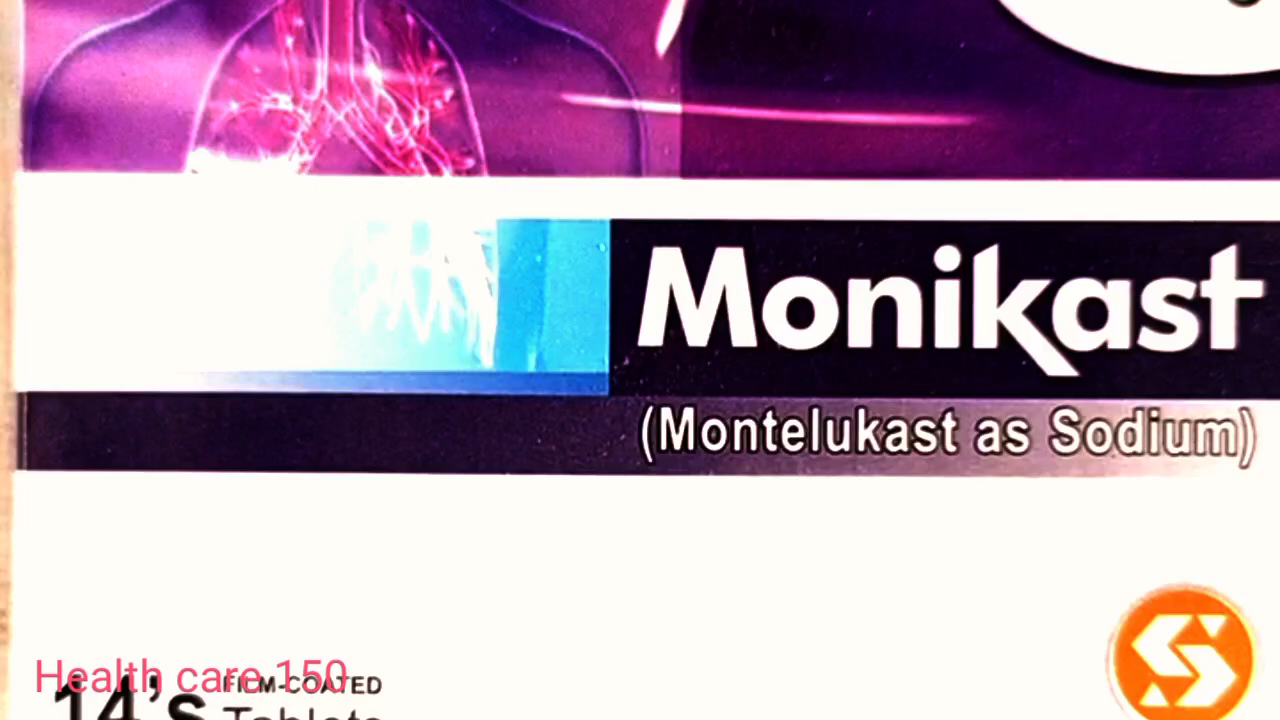 Monikast
(Montelukast as Sodium)
Health care 150
14's FILM-COATED
Tablets